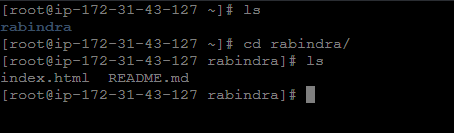 [root@ip-172-31-43-127 ~]# ls
rabindra
[root@ip-172-31-43-127 ~]# cd rabindra/
[root@ip-172-31-43-127 rabindra]# ls
index.html  README.md
[root@ip-172-31-43-127 rabindra]#